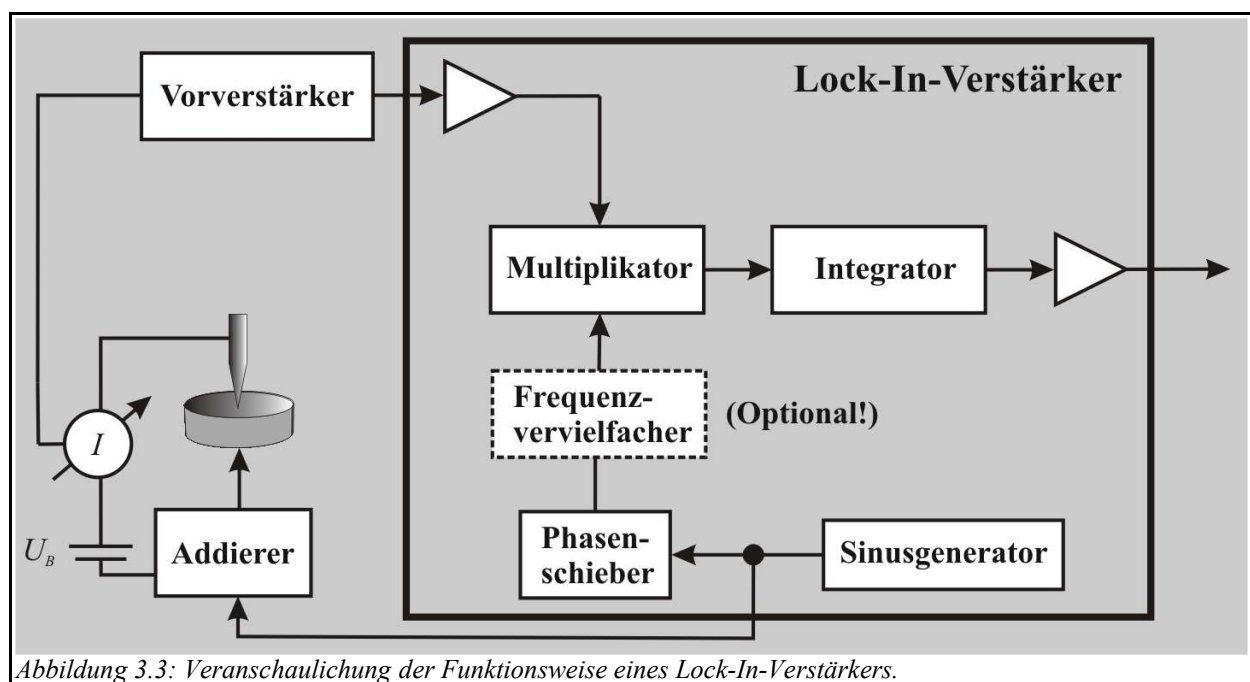 Lock-In-Verstärker
Vorverstärker
Multiplikator
Integrator
Frequenz-
vervielfacher
(Optional!)
I
U_B
Addierer
Phasen-
schieber
Sinusgenerator
Abbildung 3.3: Veranschaulichung der Funktionsweise eines Lock-In-Verstärkers.